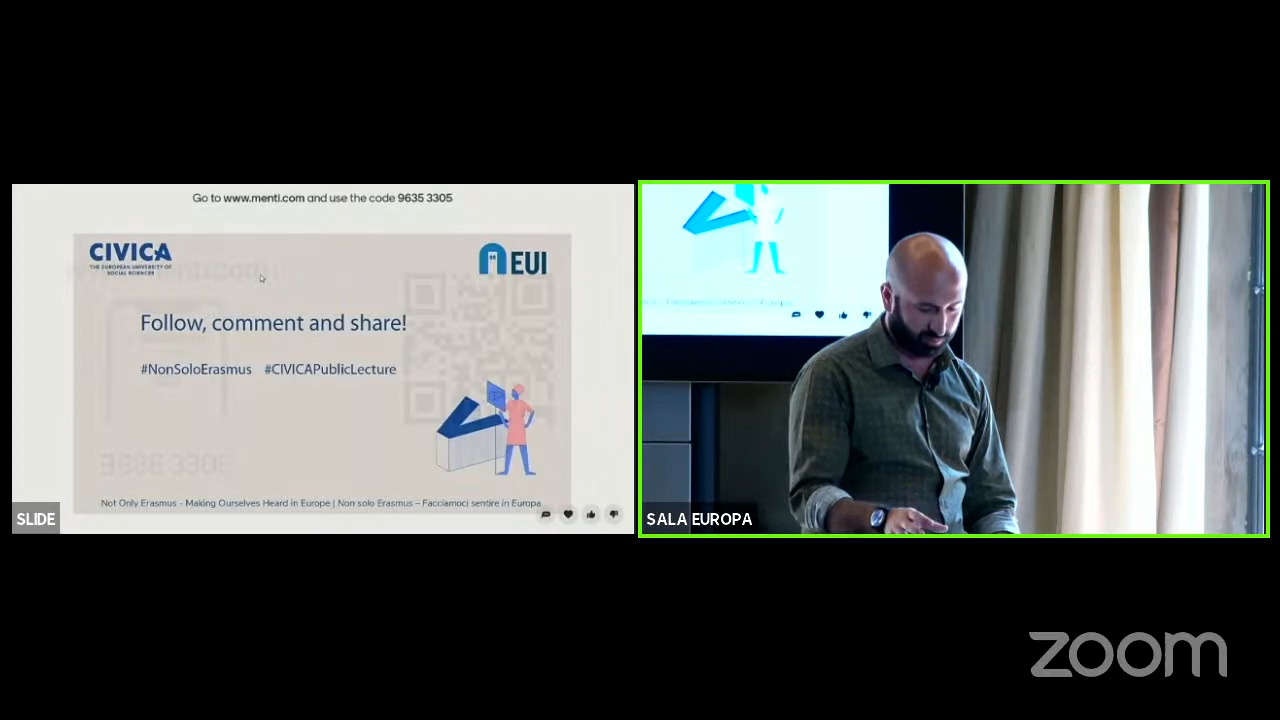 Go to www.menti.com and use the code 9635 3305
CIVICA
THE EUROPEAN UNIVERSITY OF
SOCIAL SCIENCES
EUI
Follow, comment and share!
#NonSoloErasmus #CIVICAPublicLecture
Not Only Erasmus - Making Ourselves Heard in Europe | Non solo Erasmus – Facciamoci sentire in Europa
SLIDE
SALA EUROPA
zoom